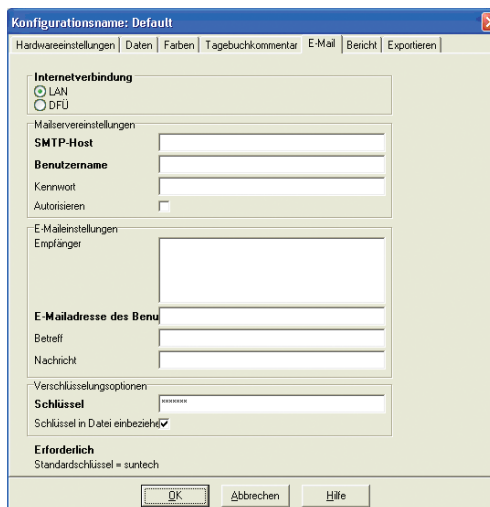 Konfigurationsname: Default
Hardwareeinstellungen Daten Farben Tagebuchkommentar E-Mail Bericht Exportieren
Internetverbindung
LAN
DFÜ
Mailservereinstellungen
SMTP-Host
Benutzername
Kennwort
Autorisieren
E-Maileinstellungen
Empfänger
E-Mailadresse des Benu
Betreff
Nachricht
Verschlüsselungsoptionen
Schlüssel *******
Schlüssel in Datei einbeziehe
Erforderlich
Standardschlüssel = suntech
OK Abbrechen Hilfe